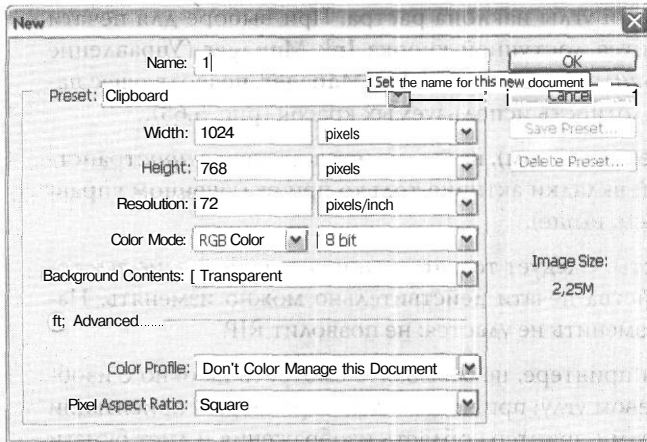 New
Name: 1
OK
Set the name for this new document
Preset: Clipboard
Cancel
Width: 1024 pixels
Save Preset...
Height: 768 pixels
Delete Preset...
Resolution: 72 pixels/inch
Color Mode: RGB Color 8 bit
Image Size:
2,25M
Background Contents: Transparent
Advanced
Color Profile: Don't Color Manage this Document
Pixel Aspect Ratio: Square